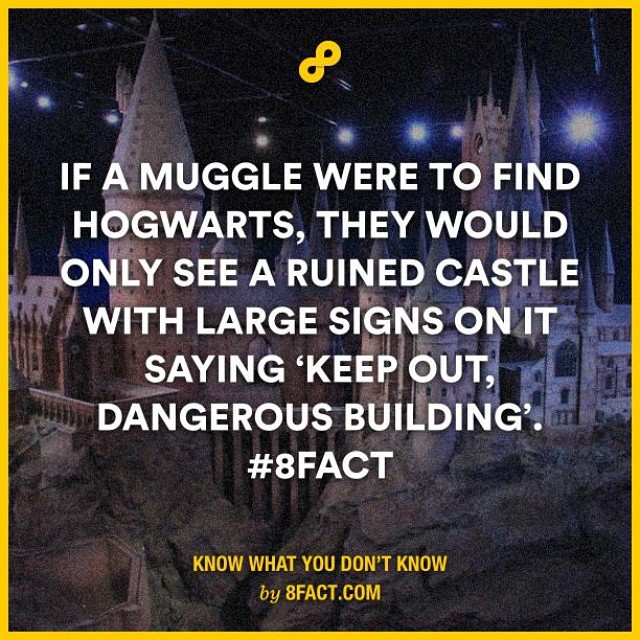 IF A MUGGLE WERE TO FIND
HOGWARTS, THEY WOULD
ONLY SEE A RUINED CASTLE
WITH LARGE SIGNS ON IT
SAYING ‘KEEP OUT,
DANGEROUS BUILDING’.
#8FACT
KNOW WHAT YOU DON’T KNOW
by 8FACT.COM